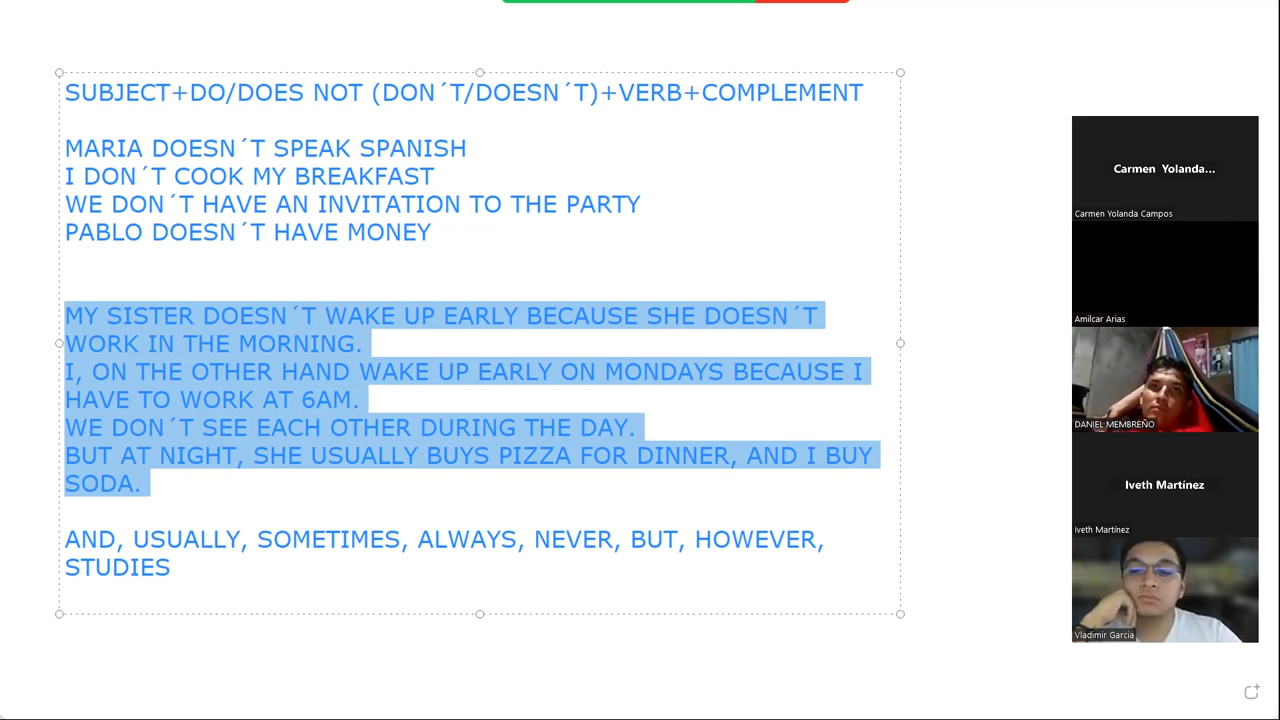 SUBJECT+DO/DOES NOT (DON´T/DOESN´T)+VERB+COMPLEMENT
MARIA DOESN´T SPEAK SPANISH
I DON´T COOK MY BREAKFAST
WE DON´T HAVE AN INVITATION TO THE PARTY
PABLO DOESN´T HAVE MONEY
MY SISTER DOESN´T WAKE UP EARLY BECAUSE SHE DOESN´T
WORK IN THE MORNING.
I, ON THE OTHER HAND WAKE UP EARLY ON MONDAYS BECAUSE I
HAVE TO WORK AT 6AM.
WE DON´T SEE EACH OTHER DURING THE DAY.
BUT AT NIGHT, SHE USUALLY BUYS PIZZA FOR DINNER, AND I BUY
SODA.
AND, USUALLY, SOMETIMES, ALWAYS, NEVER, BUT, HOWEVER,
STUDIES
Carmen Yolanda...
Carmen Yolanda Campos
Amilcar Arias
DANIEL MEMBREÑO
Iveth Martínez
Iveth Martínez
Vladimir Garcia